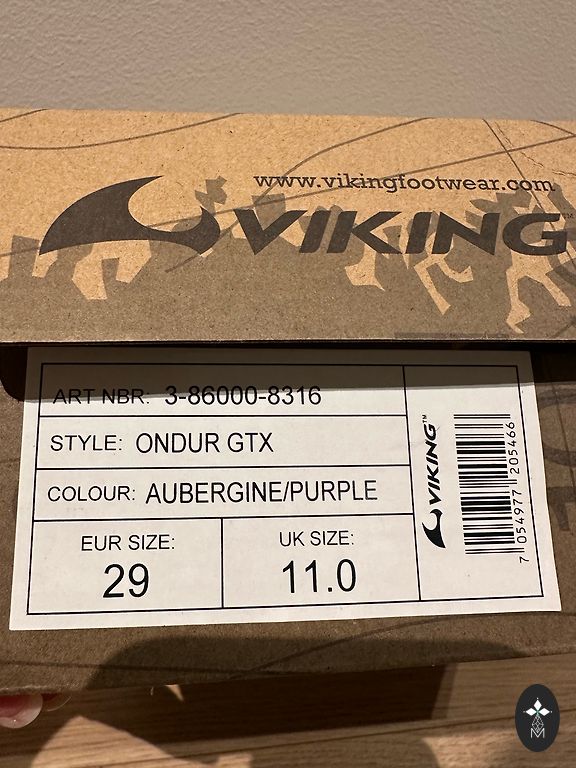 www.vikingfootwear.com
VIKING
ART NBR: 3-86000-8316
STYLE: ONDUR GTX
COLOUR: AUBERGINE/PURPLE
EUR SIZE:
29
UK SIZE:
11.0
VIKING™
7 054977 205466
M